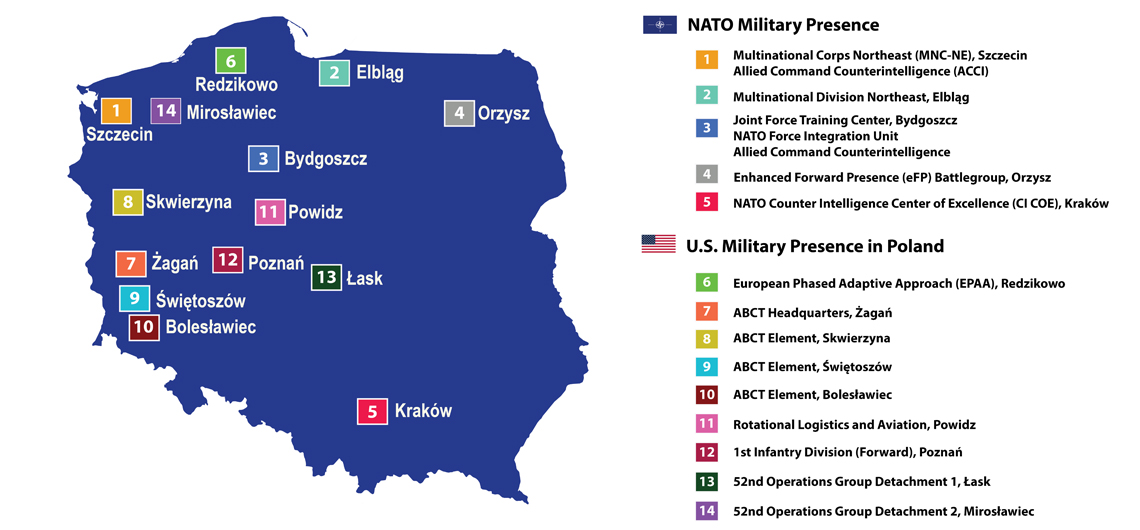 6
Redzikowo
2 Elbląg
1
Szczecin
14 Mirosławiec
4 Orzysz
3 Bydgoszcz
8 Skwierzyna
11 Powidz
7 Żagań
12 Poznań
13 Łask
9 Świętoszów
10 Bolesławiec
5 Kraków
NATO Military Presence
1 Multinational Corps Northeast (MNC-NE), Szczecin
Allied Command Counterintelligence (ACCI)
2 Multinational Division Northeast, Elbląg
3 Joint Force Training Center, Bydgoszcz
NATO Force Integration Unit
Allied Command Counterintelligence
4 Enhanced Forward Presence (eFP) Battlegroup, Orzysz
5 NATO Counter Intelligence Center of Excellence (CI COE), Kraków
U.S. Military Presence in Poland
6 European Phased Adaptive Approach (EPAA), Redzikowo
7 ABCT Headquarters, Żagań
8 ABCT Element, Skwierzyna
9 ABCT Element, Świętoszów
10 ABCT Element, Bolesławiec
11 Rotational Logistics and Aviation, Powidz
12 1st Infantry Division (Forward), Poznań
13 52nd Operations Group Detachment 1, Łask
14 52nd Operations Group Detachment 2, Mirosławiec